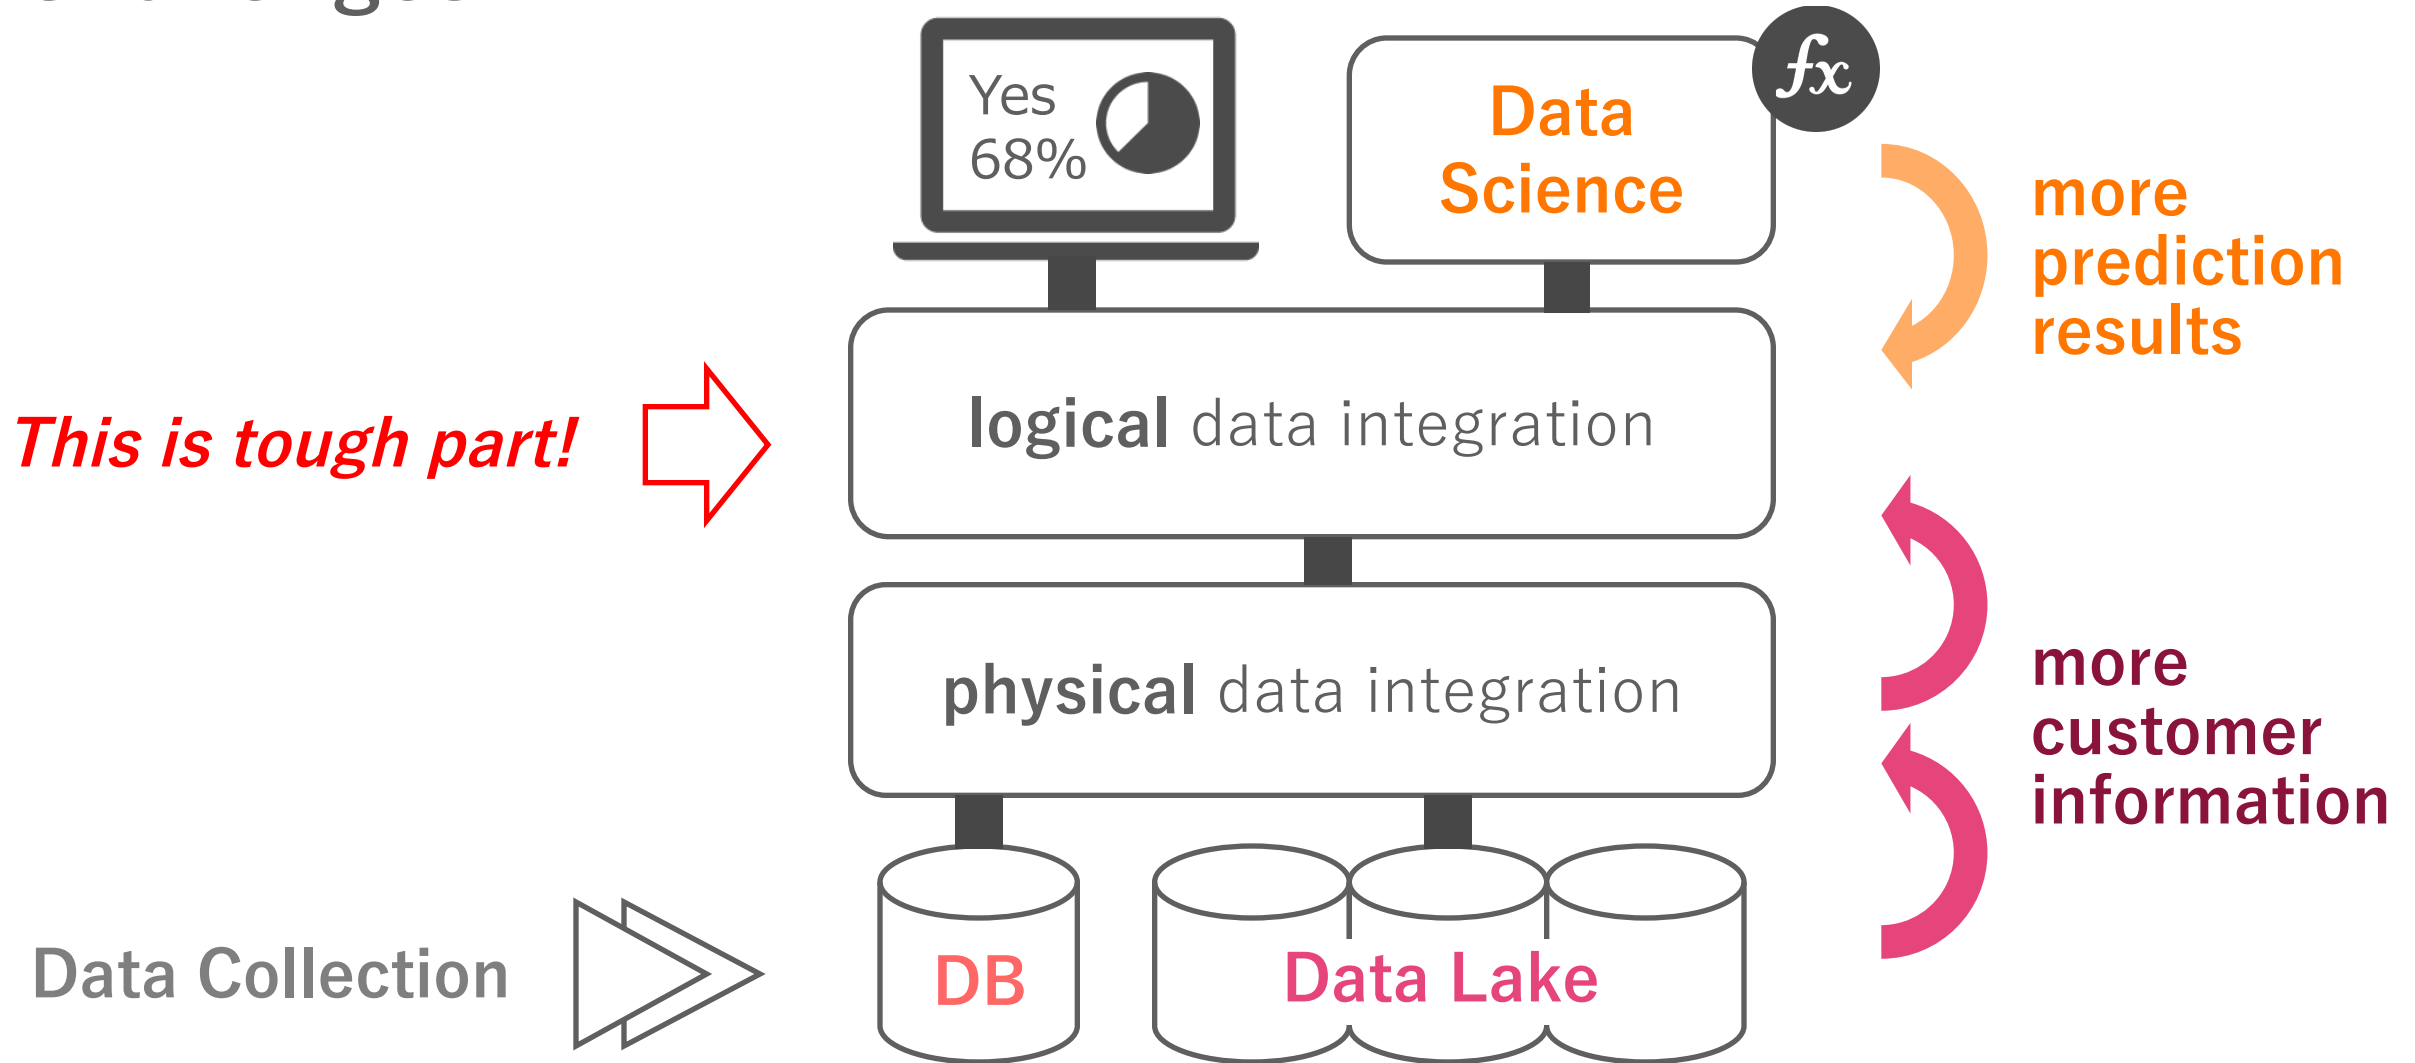 Yes
68%
fx
Data
Science
more
prediction
results
This is tough part!
logical data integration
physical data integration
more
customer
information
Data Collection
DB
Data Lake